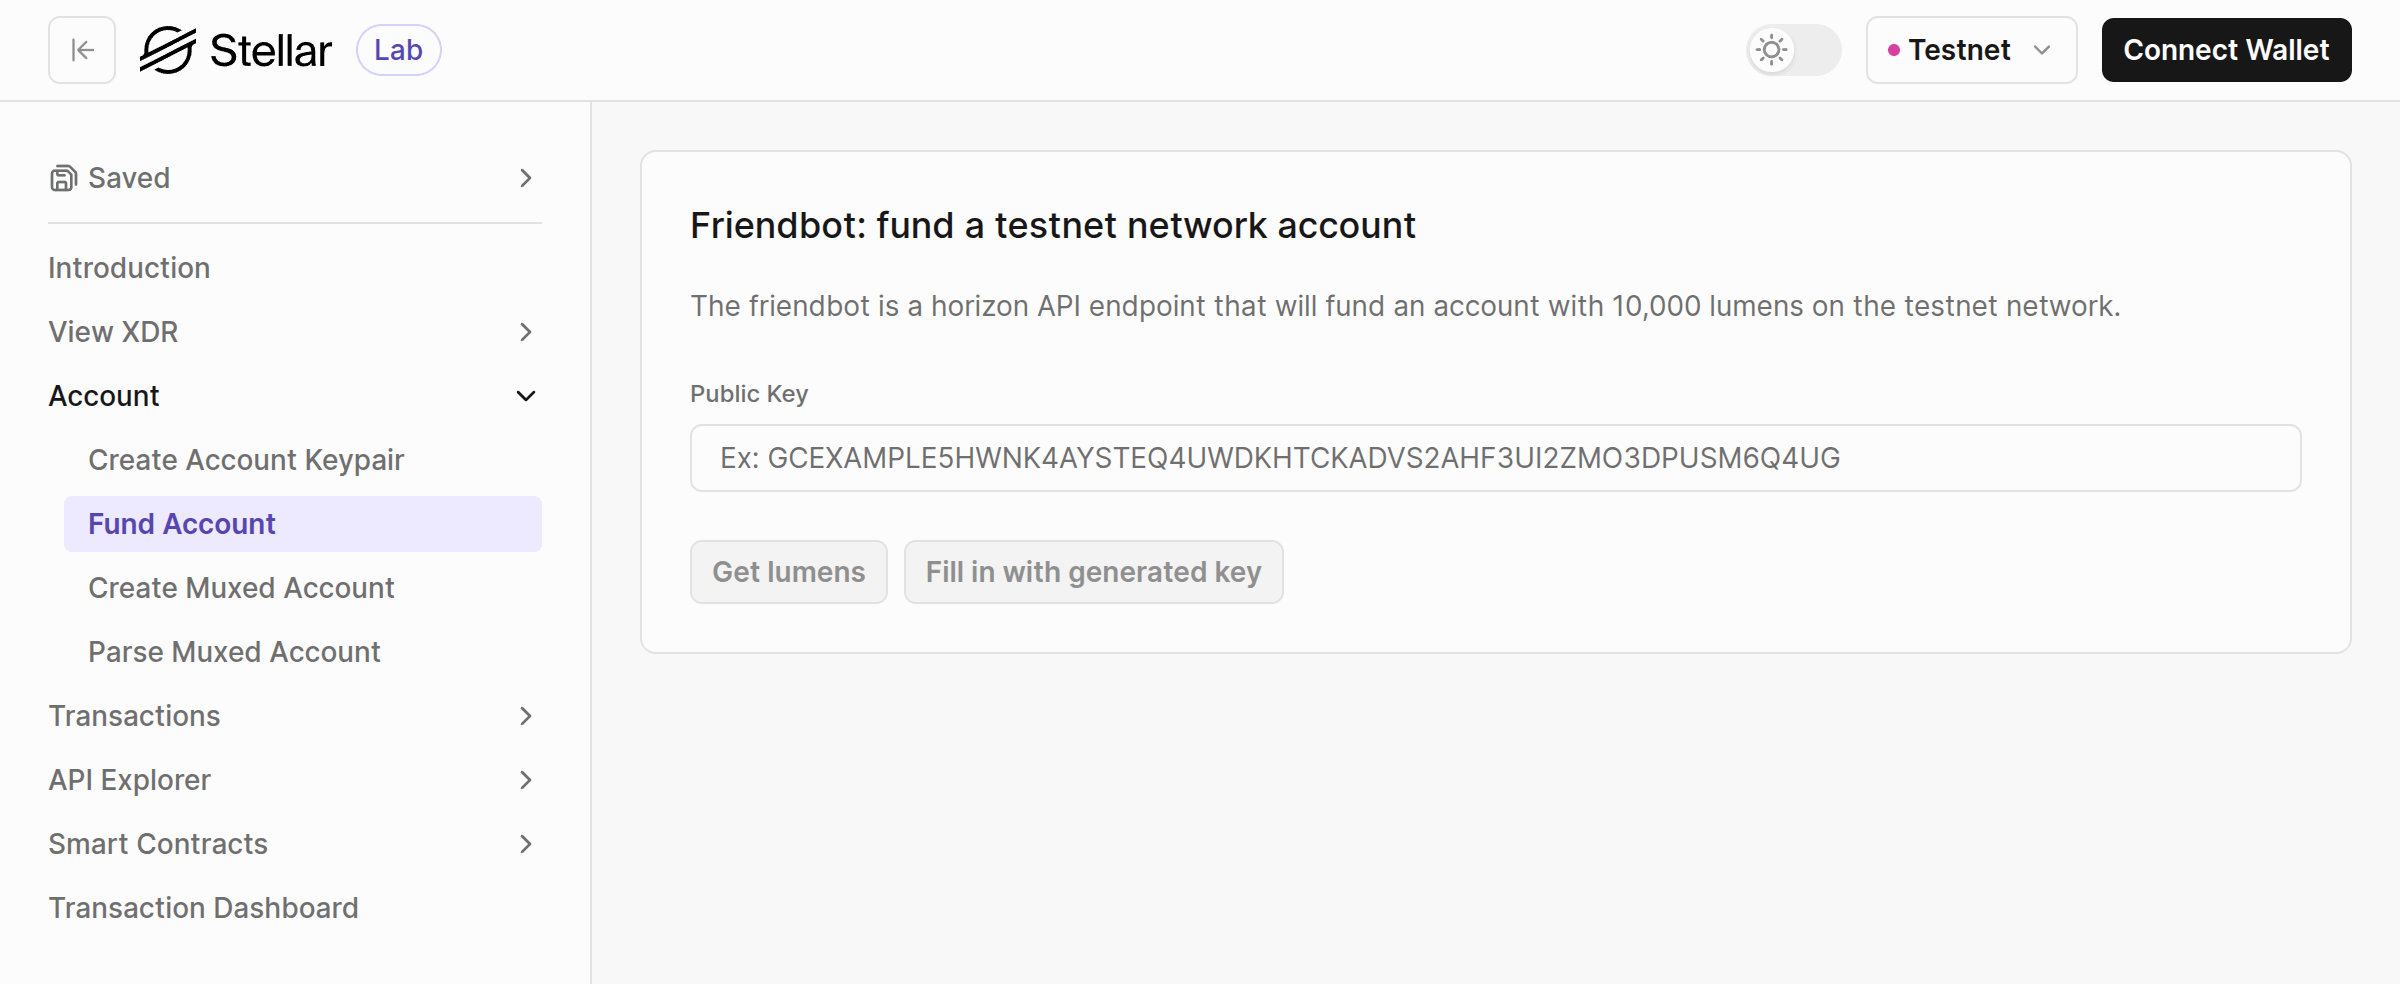 Stellar Lab
Testnet
Connect Wallet
Saved
Introduction
View XDR
Account
Create Account Keypair
Fund Account
Create Muxed Account
Parse Muxed Account
Transactions
API Explorer
Smart Contracts
Transaction Dashboard
Friendbot: fund a testnet network account
The friendbot is a horizon API endpoint that will fund an account with 10,000 lumens on the testnet network.
Public Key
Ex: GCEXAMPLE5HWNK4AYSTEQ4UWDKHTCKADVS2AHF3UI2ZMO3DPUSM6Q4UG
Get lumens
Fill in with generated key